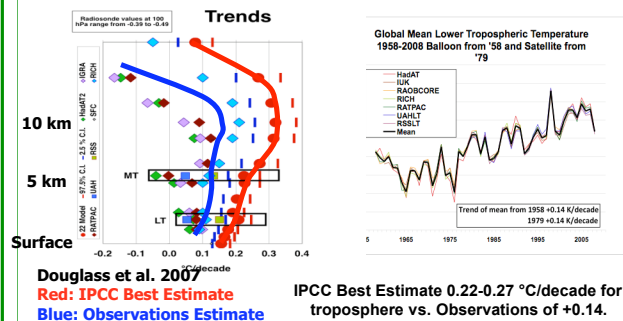 Radiosonde values at 100
hPa range from -0.39 to -0.49
Trends
IGRA
RICH
HadAT2
SFC
2.5 % C.I.
RSS
97.5% C.I.
UAH
22 Model
RATPAC
10 km
5 km
Surface
MT
LT
-0.2 -0.1 0.0 0.1 0.2 0.3 0.4
°C/decade
Douglass et al. 2007
Red: IPCC Best Estimate
Blue: Observations Estimate
Global Mean Lower Tropospheric Temperature
1958-2008 Balloon from '58 and Satellite from
'79
HadAT
IUK
RAOBCORE
RICH
RATPAC
UAHLT
RSSLT
Mean
Trend of mean from 1958 +0.14 K/decade
1979 +0.14 K/decade
5 1965 1975 1985 1995 2005
IPCC Best Estimate 0.22-0.27 °C/decade for
troposphere vs. Observations of +0.14.